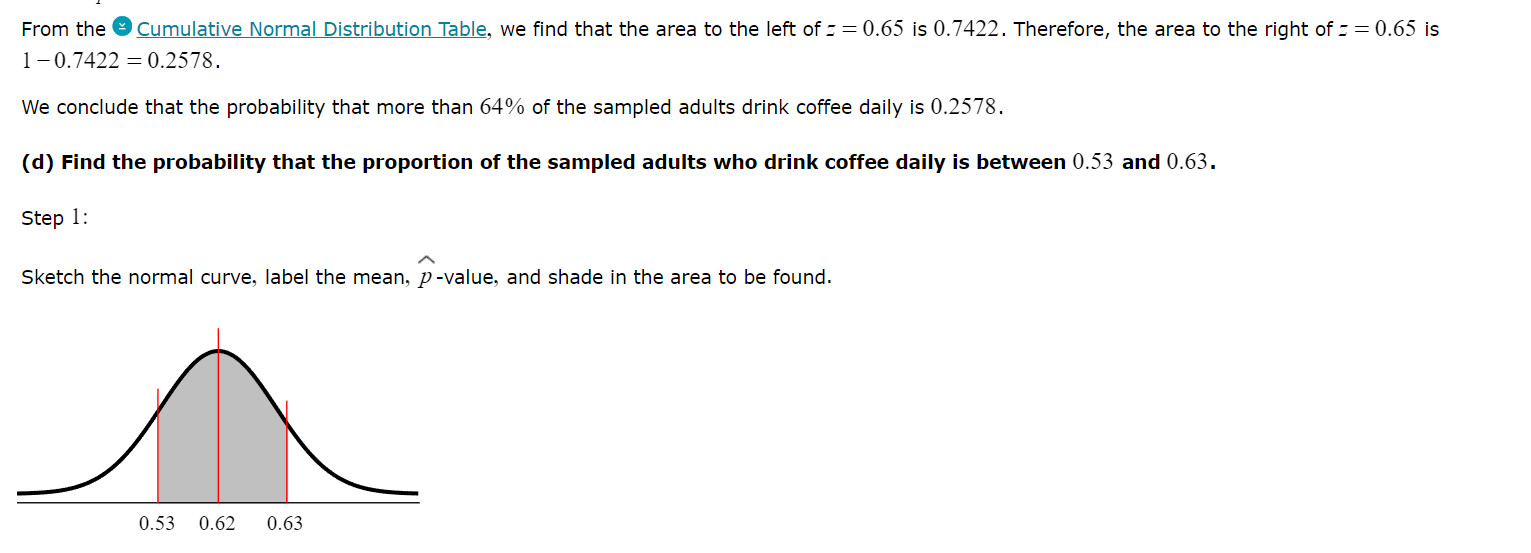 From the Cumulative Normal Distribution Table, we find that the area to the left of z = 0.65 is 0.7422. Therefore, the area to the right of z = 0.65 is
1 − 0.7422 = 0.2578.
We conclude that the probability that more than 64% of the sampled adults drink coffee daily is 0.2578.
(d) Find the probability that the proportion of the sampled adults who drink coffee daily is between 0.53 and 0.63.
Step 1:
Sketch the normal curve, label the mean, p̂-value, and shade in the area to be found.
0.53 0.62 0.63